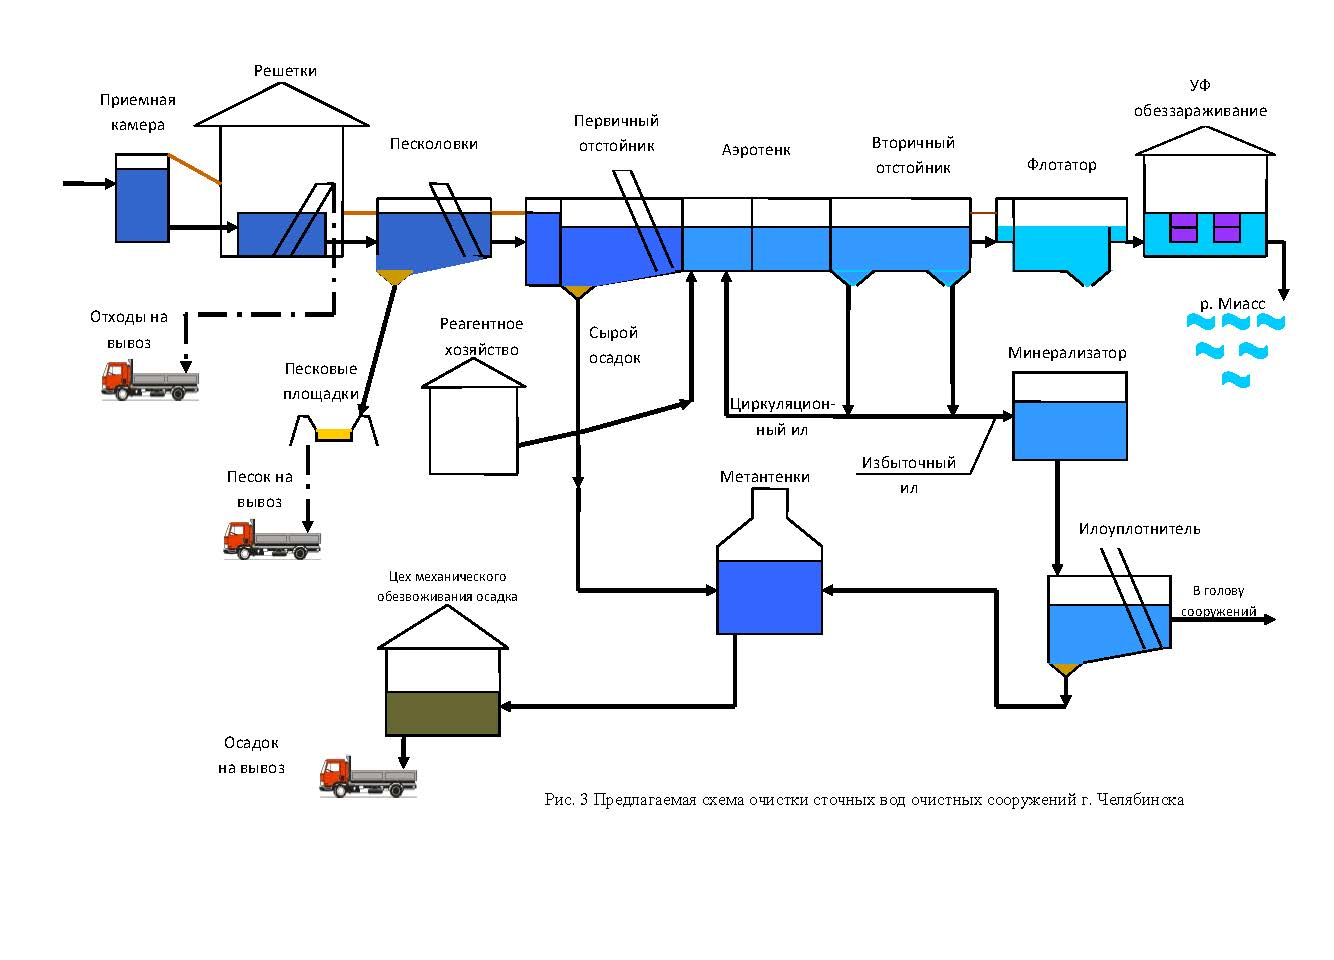 Решетки
Приемная
камера
Песколовки
Первичный
отстойник
Аэротенк
Вторичный
отстойник
Флотатор
УФ
обеззараживание
р. Миасс
Отходы на
вывоз
Песковые
площадки
Реагентное
хозяйство
Сырой
осадок
Минерализатор
Циркуляцион-
ный ил
Избыточный
ил
Песок на
вывоз
Метантенки
Илоуплотнитель
Цех механического
обезвоживания осадка
В голову
сооружений
Осадок
на вывоз
Рис. 3 Предлагаемая схема очистки сточных вод очистных сооружений г. Челябинска